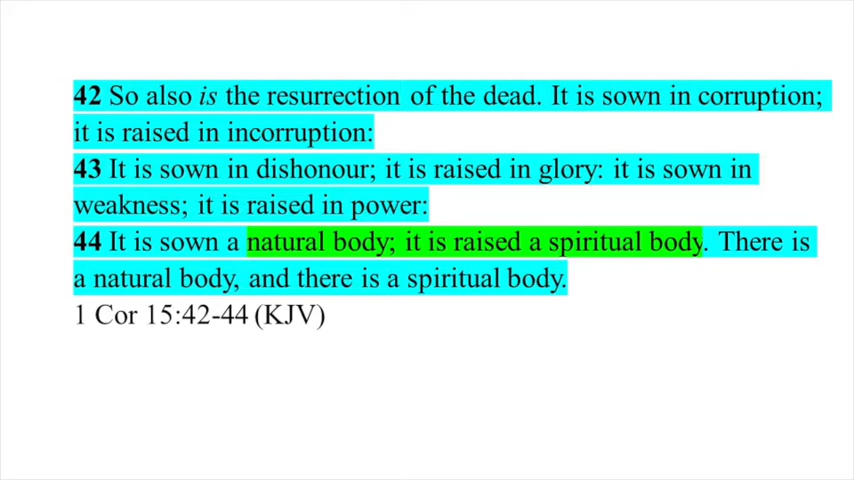 42 So also is the resurrection of the dead. It is sown in corruption;
it is raised in incorruption:
43 It is sown in dishonour; it is raised in glory: it is sown in
weakness; it is raised in power:
44 It is sown a natural body; it is raised a spiritual body. There is
a natural body, and there is a spiritual body.
1 Cor 15:42-44 (KJV)